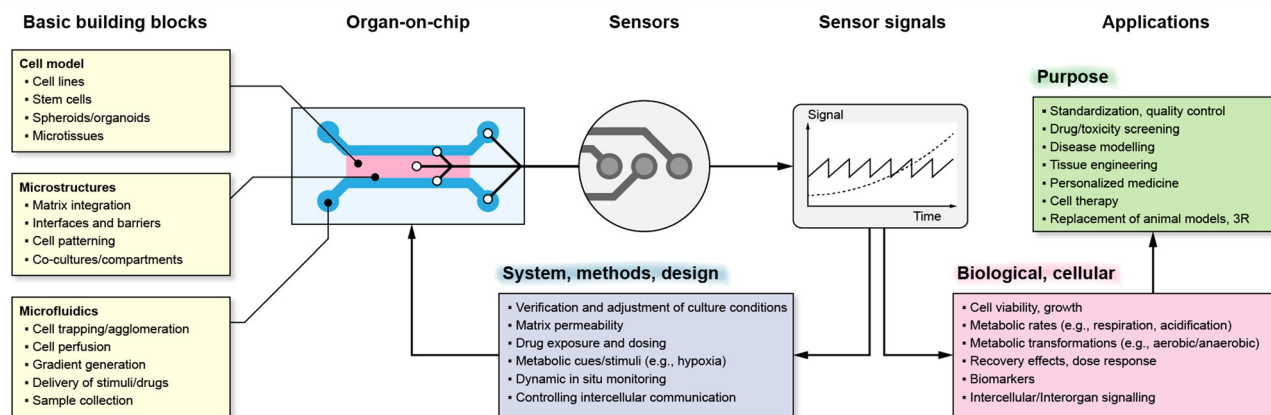 Basic building blocks
Organ-on-chip
Sensors
Sensor signals
Applications
Cell model
▪ Cell lines
▪ Stem cells
▪ Spheroids/organoids
▪ Microtissues
Microstructures
▪ Matrix integration
▪ Interfaces and barriers
▪ Cell patterning
▪ Co-cultures/compartments
Microfluidics
▪ Cell trapping/agglomeration
▪ Cell perfusion
▪ Gradient generation
▪ Delivery of stimuli/drugs
▪ Sample collection
Signal
Time
System, methods, design
▪ Verification and adjustment of culture conditions
▪ Matrix permeability
▪ Drug exposure and dosing
▪ Metabolic cues/stimuli (e.g., hypoxia)
▪ Dynamic in situ monitoring
▪ Controlling intercellular communication
Purpose
▪ Standardization, quality control
▪ Drug/toxicity screening
▪ Disease modelling
▪ Tissue engineering
▪ Personalized medicine
▪ Cell therapy
▪ Replacement of animal models, 3R
Biological, cellular
▪ Cell viability, growth
▪ Metabolic rates (e.g., respiration, acidification)
▪ Metabolic transformations (e.g., aerobic/anaerobic)
▪ Recovery effects, dose response
▪ Biomarkers
▪ Intercellular/Interorgan signalling